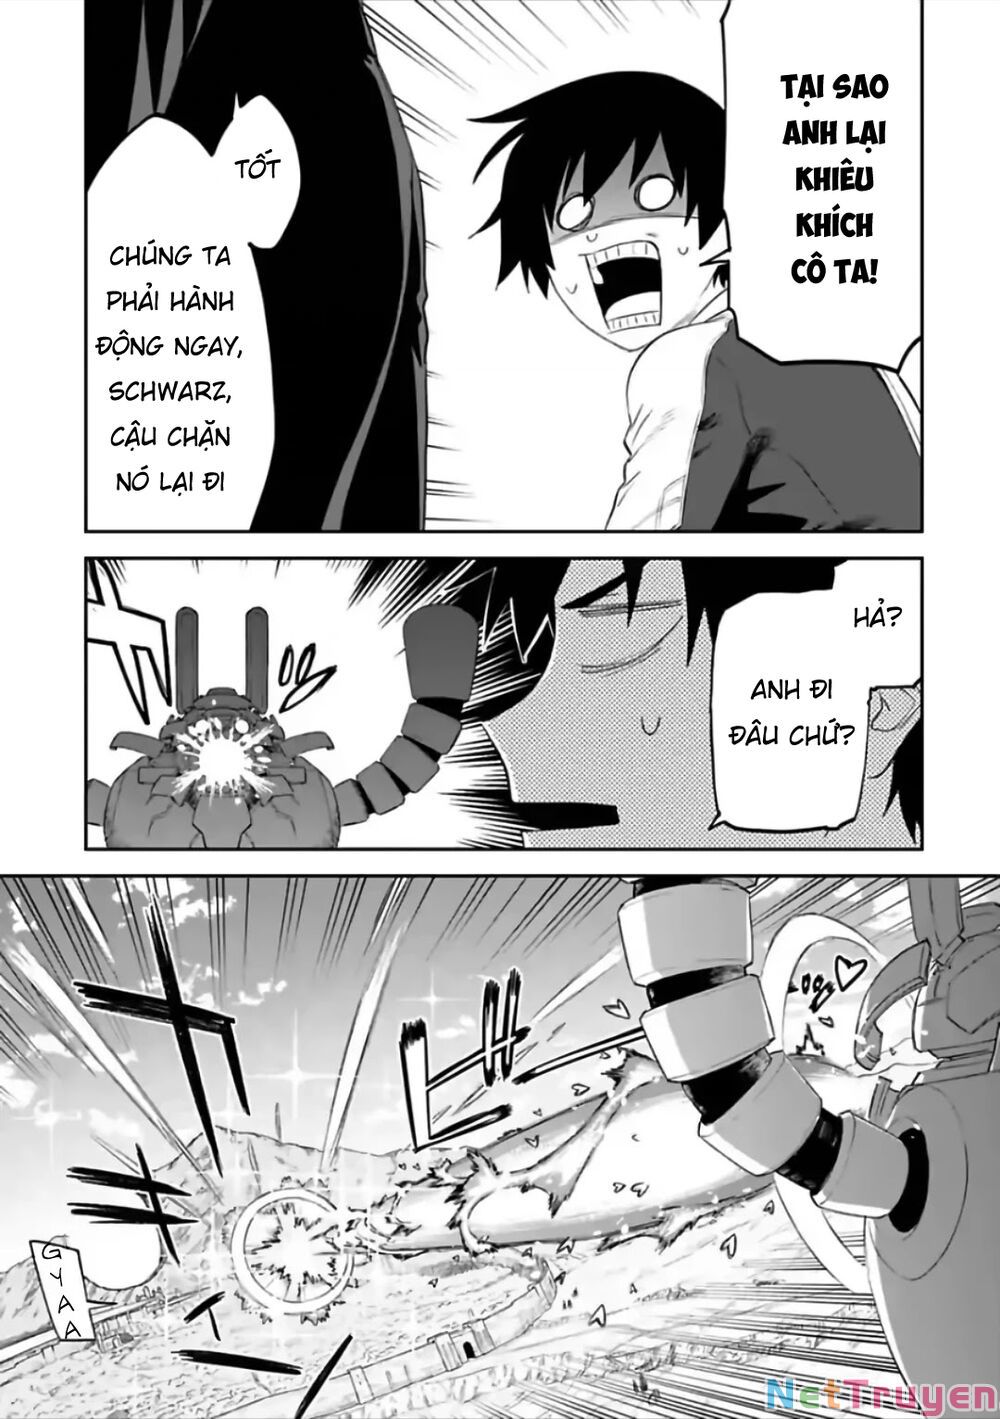 TẠI SAO
ANH LẠI
KHIÊU
KHÍCH
CÔ TA!
TỐT
CHÚNG TA
PHẢI HÀNH
ĐỘNG NGAY,
SCHWARZ,
CẬU CHẶN
NÓ LẠI ĐI
HẢ?
ANH ĐI
ĐÂU CHỨ?
GYAA
NetTruyen